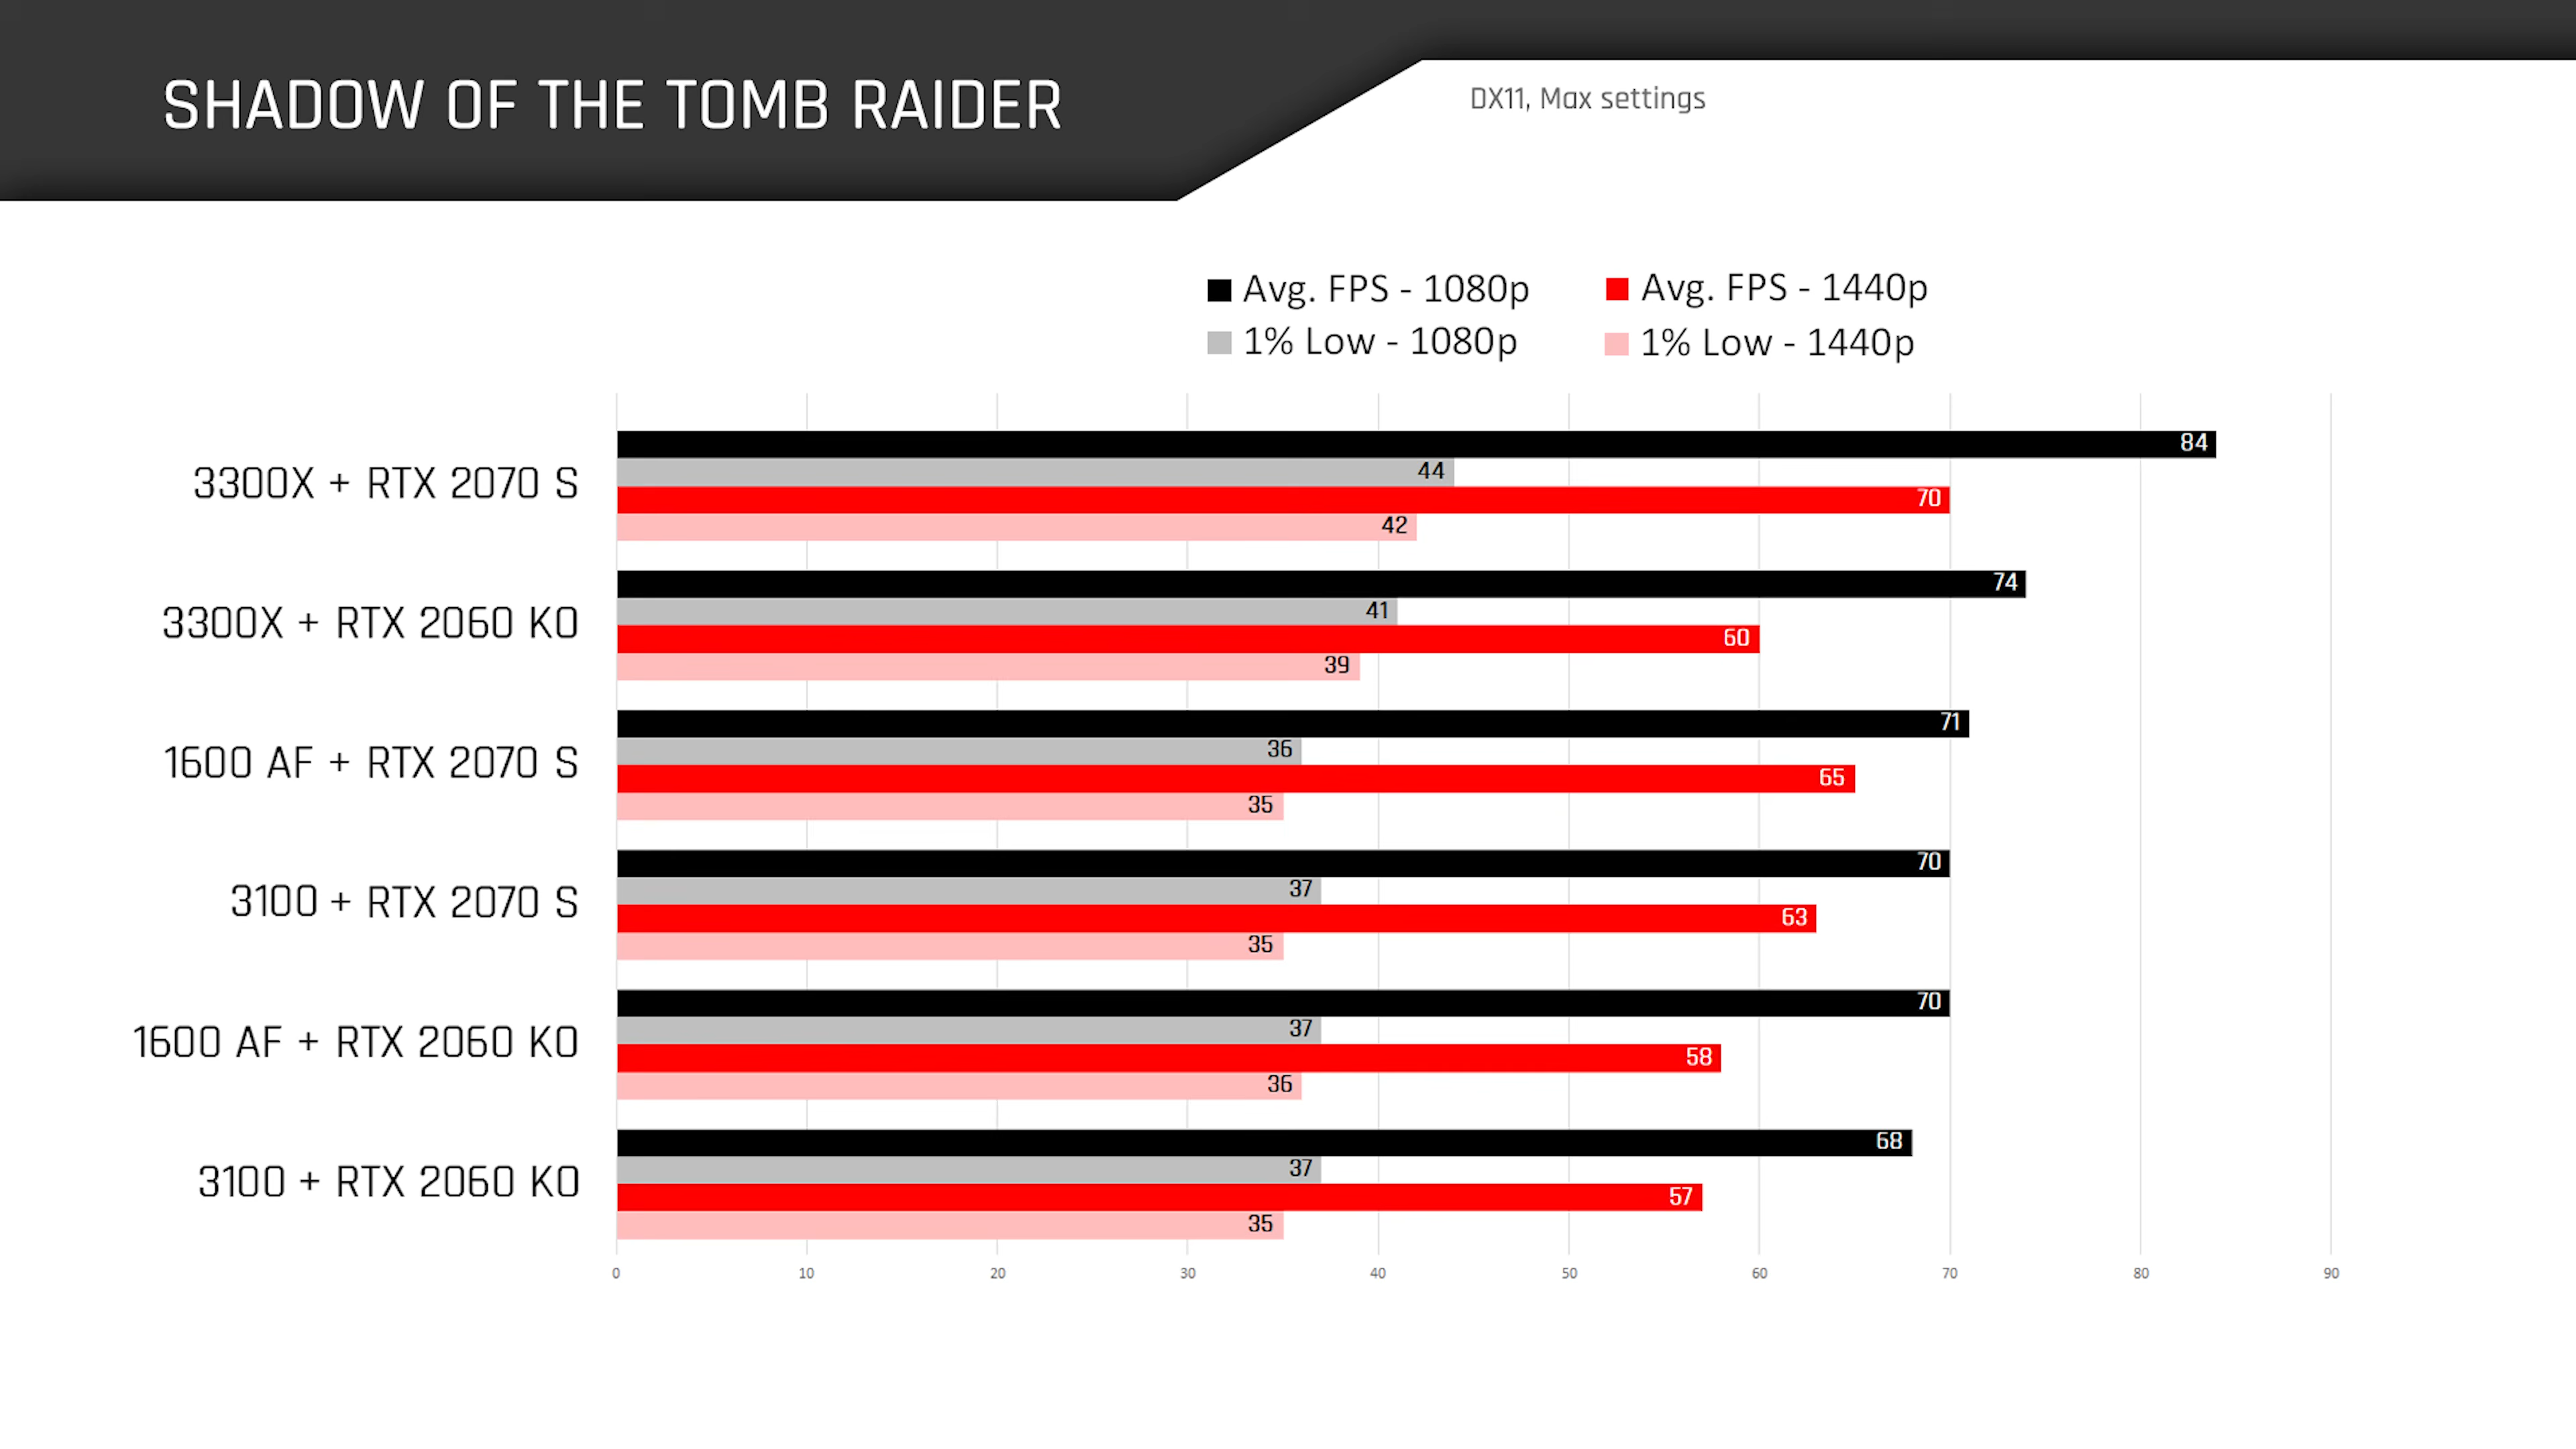 SHADOW OF THE TOMB RAIDER
DX11, Max settings
Avg. FPS - 1080p
Avg. FPS - 1440p
1% Low - 1080p
1% Low - 1440p
3300X + RTX 2070 S
84
44
70
42
3300X + RTX 2060 KO
74
41
60
39
1600 AF + RTX 2070 S
71
36
65
35
3100 + RTX 2070 S
70
37
63
35
1600 AF + RTX 2060 KO
70
37
58
36
3100 + RTX 2060 KO
68
37
57
35
0 10 20 30 40 50 60 70 80 90